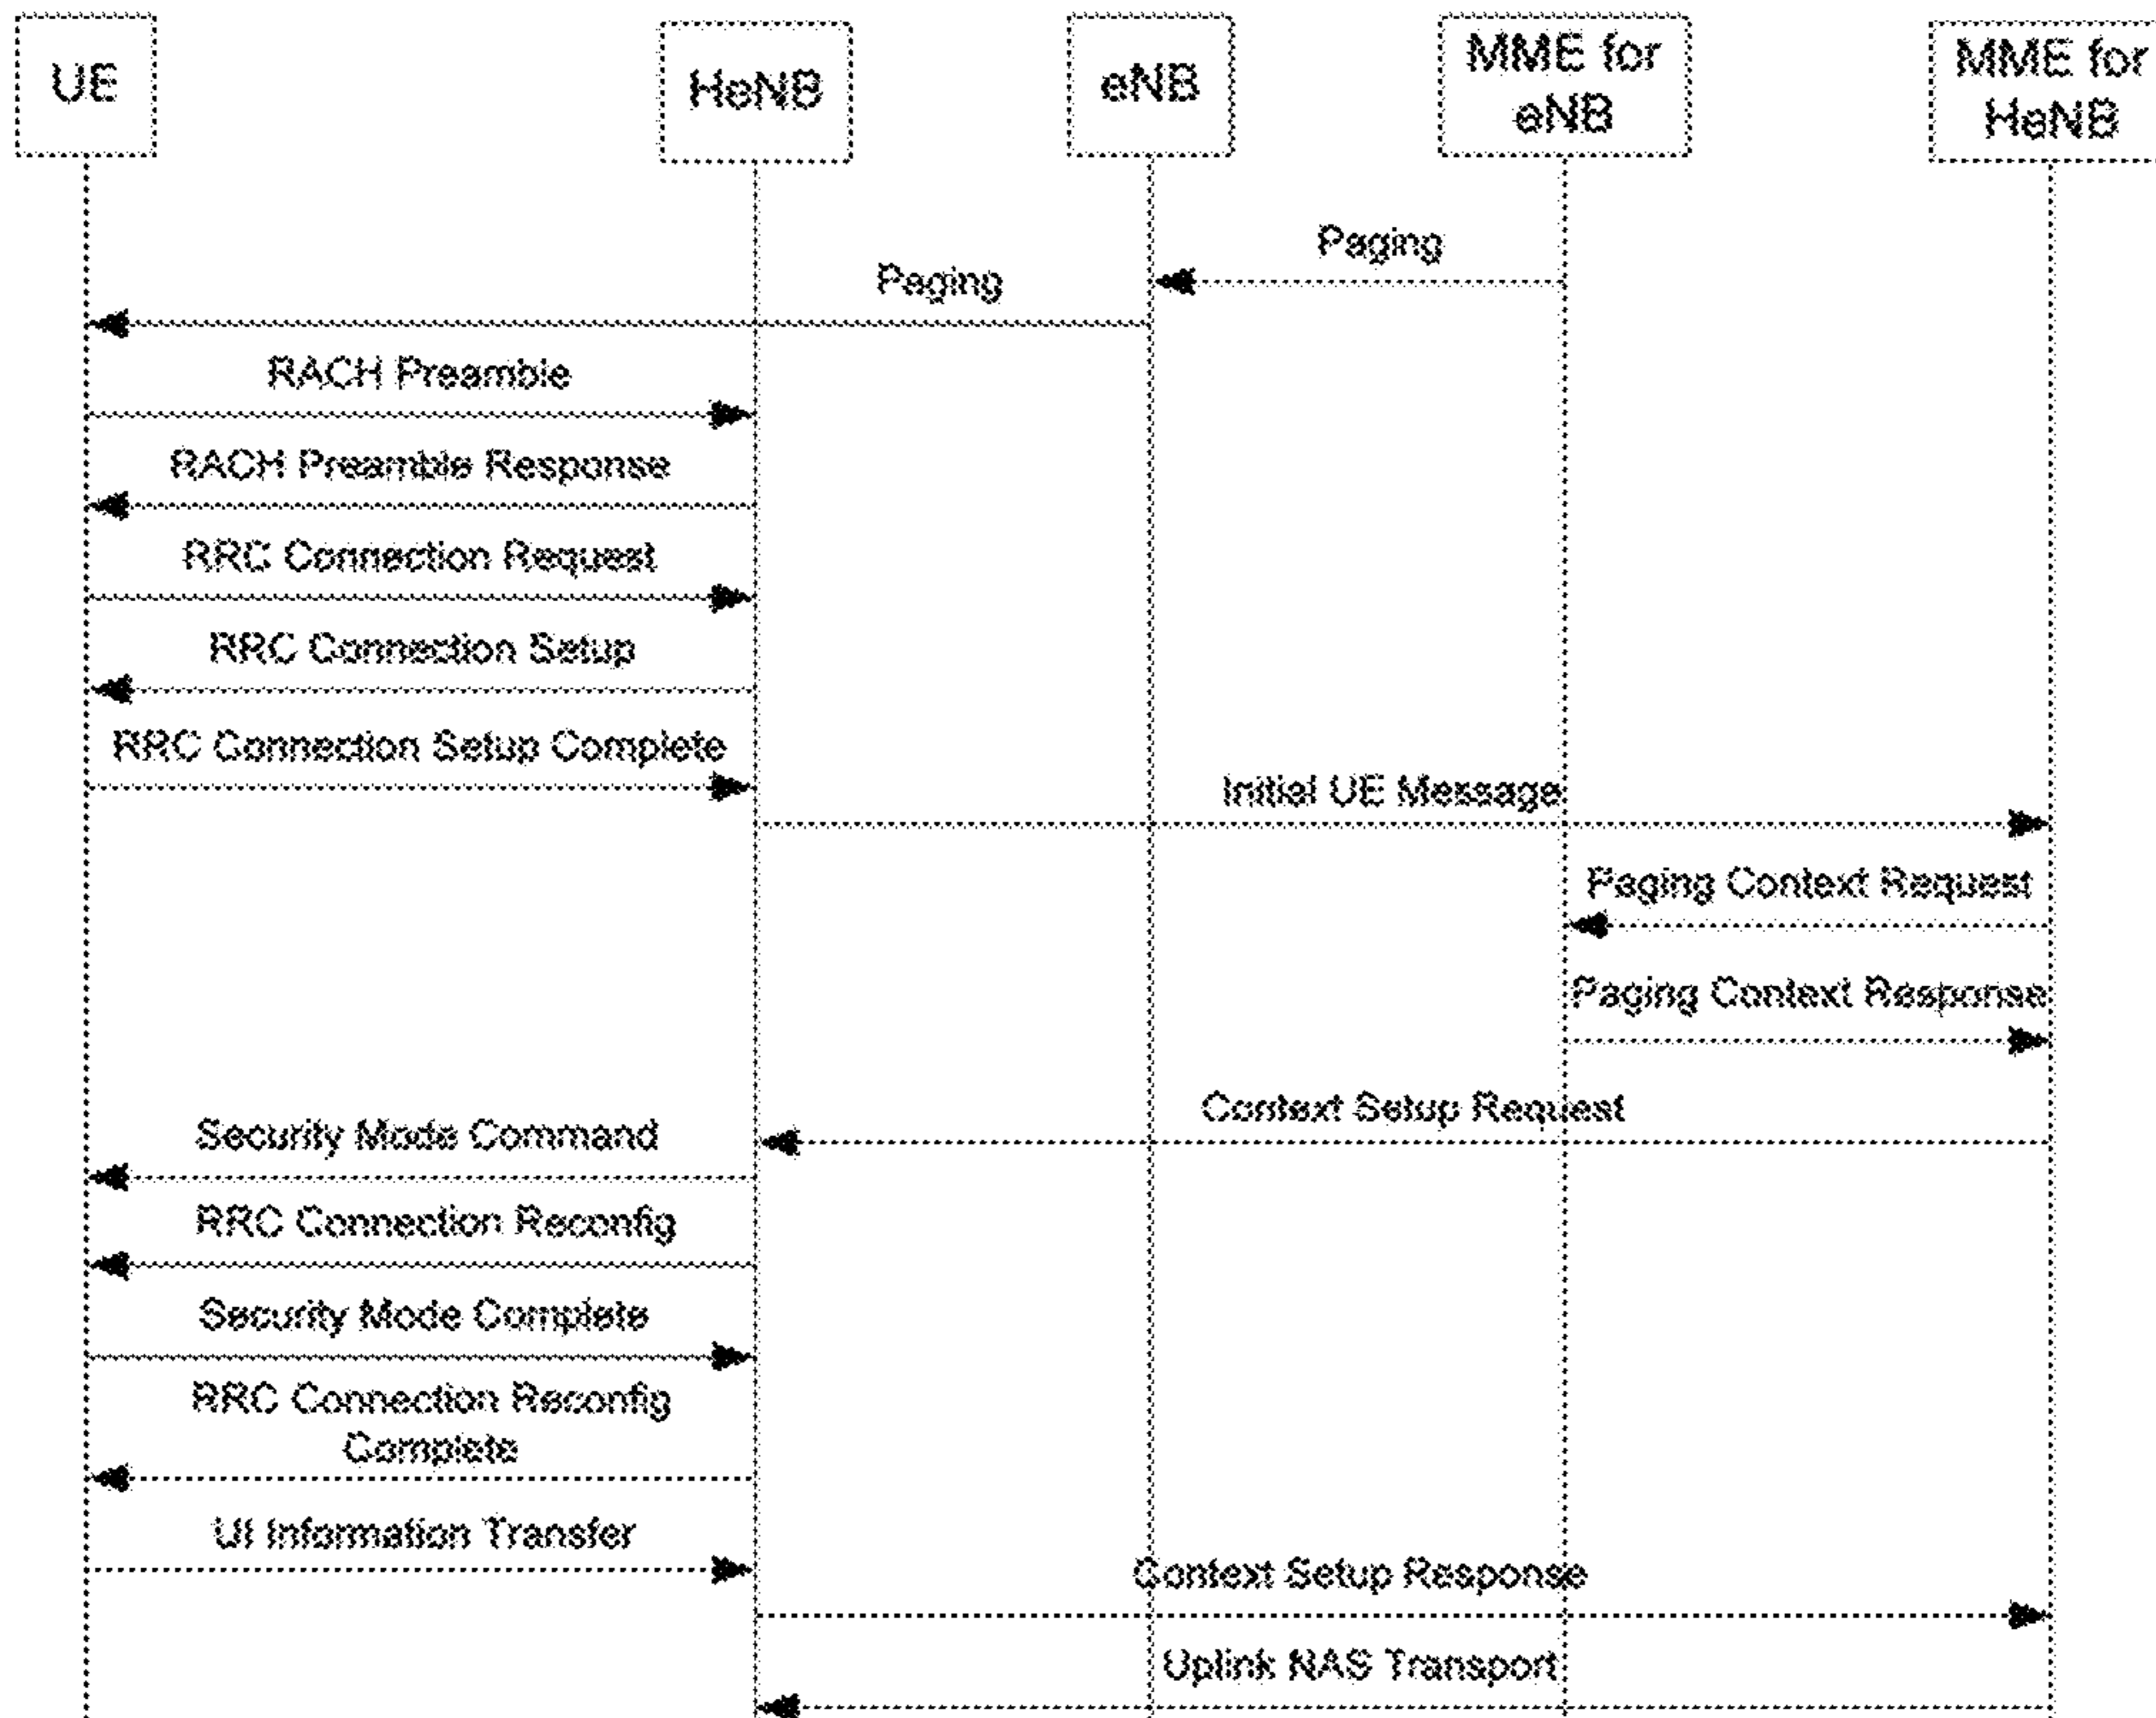 UE
HeNB
eNB
MME for
eNB
MME for
HeNB
Paging
Paging
RACH Preamble
RACH Preamble Response
RRC Connection Request
RRC Connection Setup
RRC Connection Setup Complete
Initial UE Message
Paging Context Request
Paging Context Response
Context Setup Request
Security Mode Command
RRC Connection Reconfig
Security Mode Complete
RRC Connection Reconfig
Complete
UI Information Transfer
Context Setup Response
Uplink NAS Transport